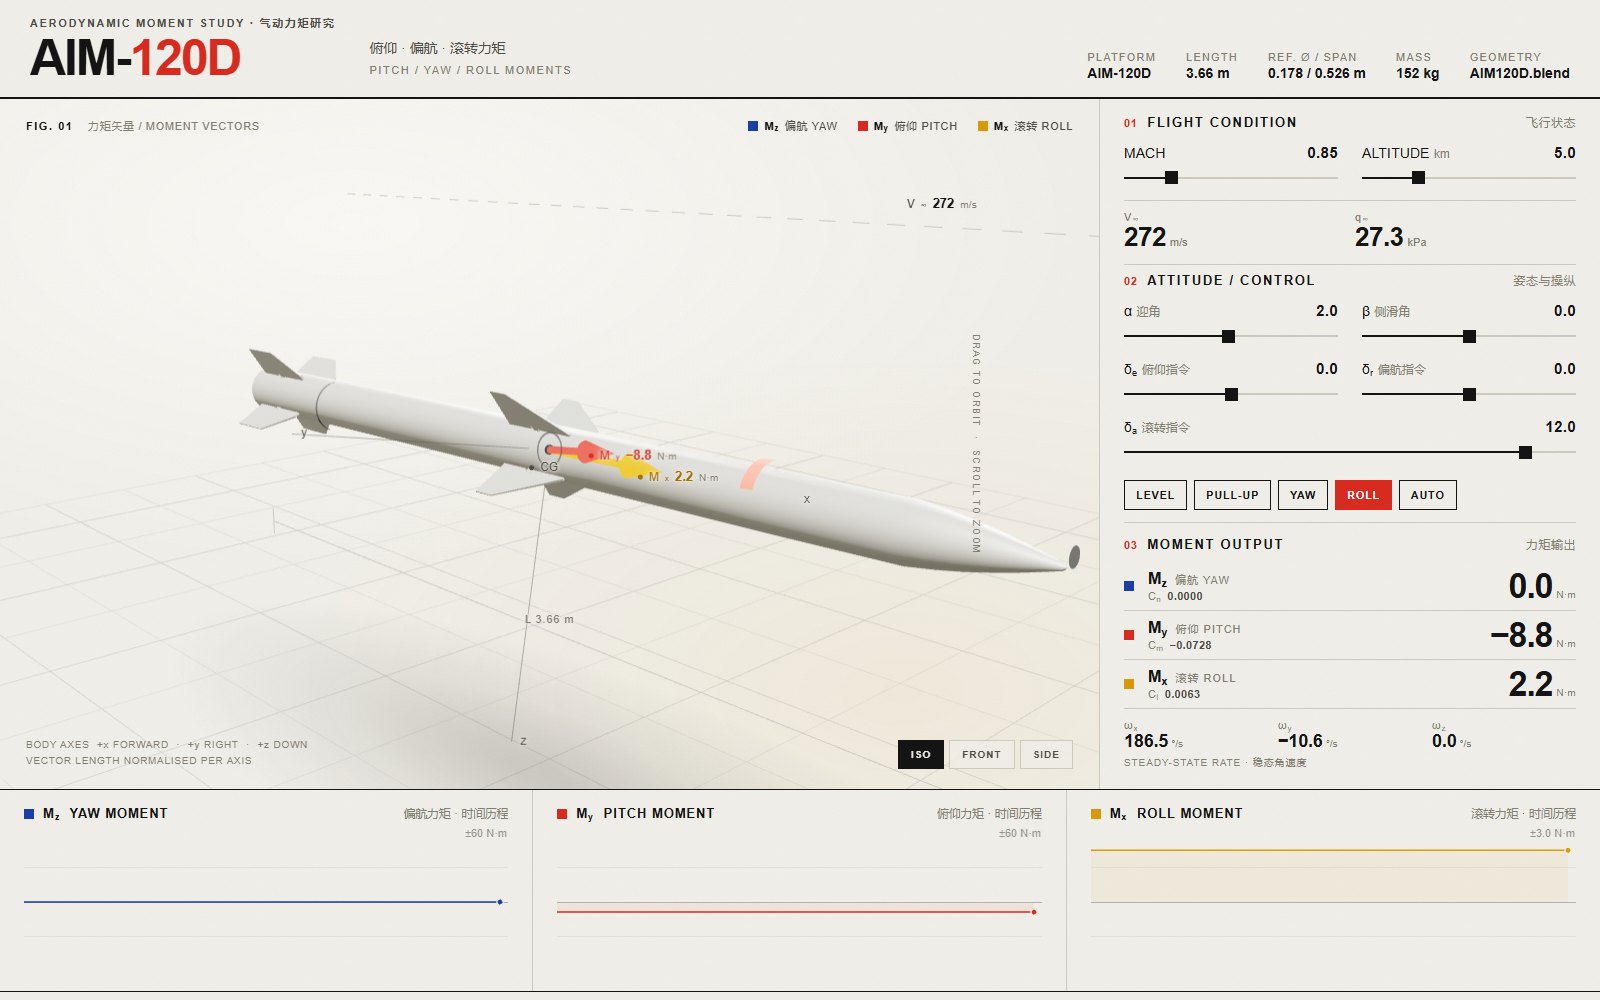 AERODYNAMIC MOMENT STUDY · 气动力矩研究
AIM-120D
俯仰 · 偏航 · 滚转力矩
PITCH / YAW / ROLL MOMENTS
PLATFORM
AIM-120D
LENGTH
3.66 m
REF. Ø / SPAN
0.178 / 0.526 m
MASS
152 kg
GEOMETRY
AIM120D.blend
FIG. 01 力矩矢量 / MOMENT VECTORS
Mz 偏航 YAW
My 俯仰 PITCH
Mx 滚转 ROLL
V∞ 272 m/s
DRAG TO ORBIT · SCROLL TO ZOOM
y
CG
My −8.8 N·m
Mx 2.2 N·m
x
L 3.66 m
z
BODY AXES +x FORWARD · +y RIGHT · +z DOWN
VECTOR LENGTH NORMALISED PER AXIS
ISO
FRONT
SIDE
01 FLIGHT CONDITION 飞行状态
MACH 0.85
ALTITUDE km 5.0
V∞
272 m/s
q∞
27.3 kPa
02 ATTITUDE / CONTROL 姿态与操纵
α 迎角 2.0
β 侧滑角 0.0
δe 俯仰指令 0.0
δr 偏航指令 0.0
δa 滚转指令 12.0
LEVEL
PULL-UP
YAW
ROLL
AUTO
03 MOMENT OUTPUT 力矩输出
Mz 偏航 YAW
Cn 0.0000
0.0 N·m
My 俯仰 PITCH
Cm −0.0728
−8.8 N·m
Mx 滚转 ROLL
Cl 0.0063
2.2 N·m
ωx
186.5 °/s
ωy
−10.6 °/s
ωz
0.0 °/s
STEADY-STATE RATE · 稳态角速度
Mz YAW MOMENT 偏航力矩 · 时间历程
±60 N·m
My PITCH MOMENT 俯仰力矩 · 时间历程
±60 N·m
Mx ROLL MOMENT 滚转力矩 · 时间历程
±3.0 N·m